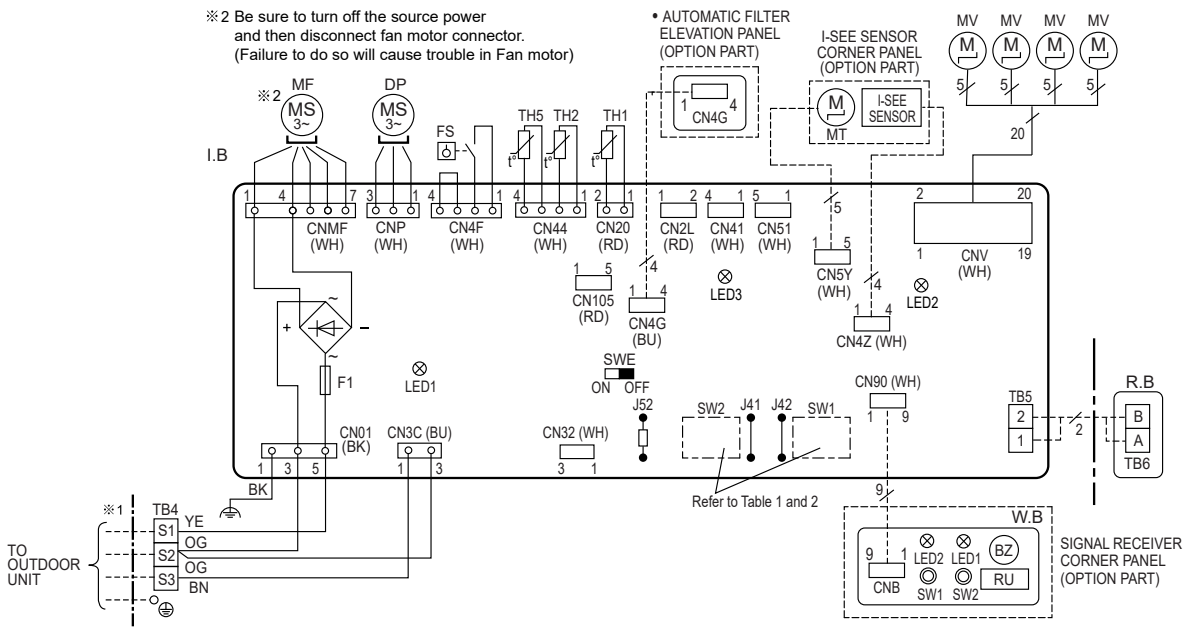 ※2 Be sure to turn off the source power
and then disconnect fan motor connector.
(Failure to do so will cause trouble in Fan motor)
• AUTOMATIC FILTER
ELEVATION PANEL
(OPTION PART)
1 4
CN4G
I-SEE SENSOR
CORNER PANEL
(OPTION PART)
M
MT
I-SEE
SENSOR
MV MV MV MV
M M M M
5 5 5 5
20
※2
MF
MS
3~
DP
MS
3~
FS
TH5 TH2 TH1
t° t° t°
I.B
1 4 7
CNMF
(WH)
3 1
CNP
(WH)
4 1
CN4F
(WH)
4 1
CN44
(WH)
2 1
CN20
(RD)
1 2
CN2L
(RD)
4 1
CN41
(WH)
5 1
CN51
(WH)
5
1 5
CN5Y
(WH)
2 20
1 19
CNV
(WH)
1 5
CN105
(RD)
4
1 4
CN4G
(BU)
LED3
4
1 4
CN4Z (WH)
LED2
~
+ −
~
F1
LED1
SWE
ON OFF
CN90 (WH)
1 9
J52
SW2
J41
J42
SW1
TB5
2
1
2
R.B
B
A
TB6
CN01
(BK)
1 3 5
CN3C (BU)
1 3
CN32 (WH)
3 1
Refer to Table 1 and 2
BK
※1
TB4
S1
S2
S3
YE
OG
OG
BN
TO
OUTDOOR
UNIT
9
W.B
9 1
CNB
LED2 LED1
SW1 SW2
BZ
RU
SIGNAL RECEIVER
CORNER PANEL
(OPTION PART)